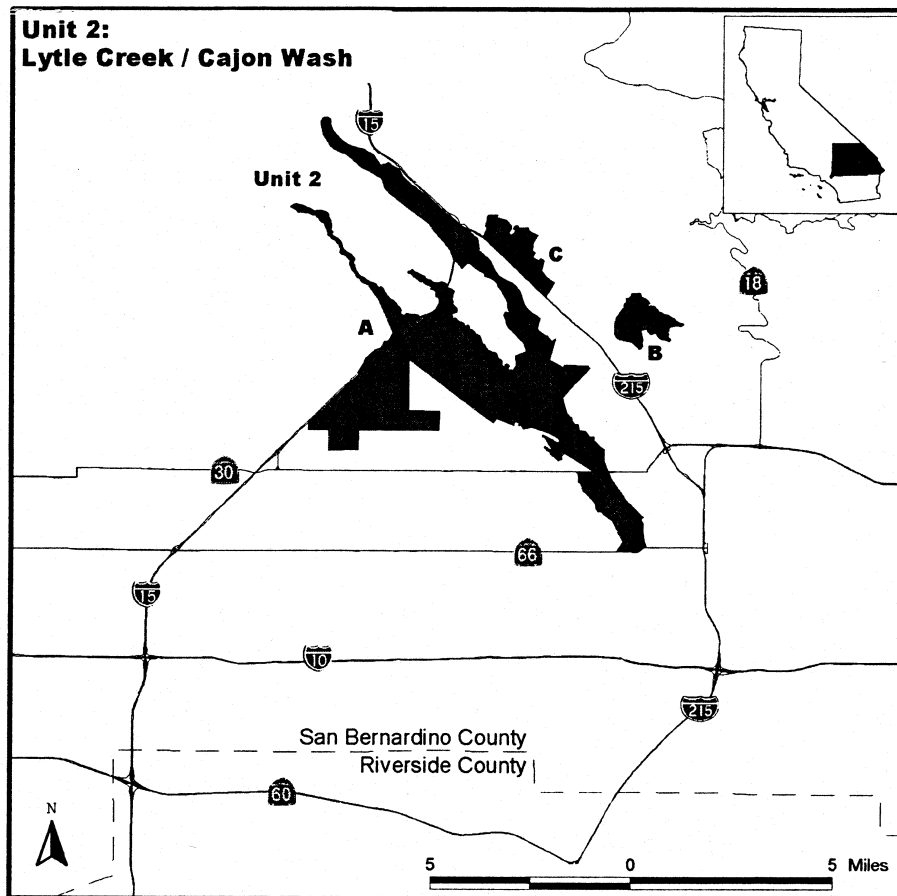 Unit 2:
Lytle Creek / Cajon Wash
15
Unit 2
C
18
A
B
215
30
66
15
10
215
San Bernardino County
Riverside County
60
N
5 0 5 Miles